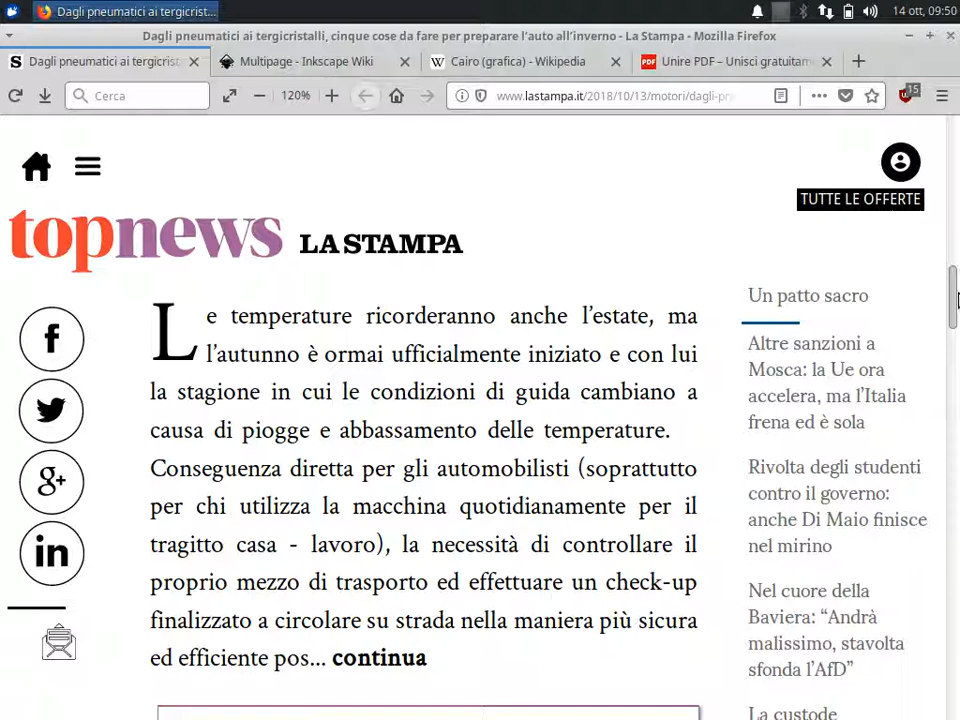 Dagli pneumatici ai tergicrist...
14 ott, 09:50
Dagli pneumatici ai tergicristalli, cinque cose da fare per preparare l'auto all'inverno - La Stampa - Mozilla Firefox
S Dagli pneumatici ai tergicrist
Multipage - Inkscape Wiki
W Cairo (grafica) - Wikipedia
PDF Unire PDF – Unisci gratuitam
Cerca
120%
www.lastampa.it/2018/10/13/motori/dagli-pn
15
TUTTE LE OFFERTE
topnews LA STAMPA
Le temperature ricorderanno anche l'estate, ma
l'autunno è ormai ufficialmente iniziato e con lui
la stagione in cui le condizioni di guida cambiano a
causa di piogge e abbassamento delle temperature.
Conseguenza diretta per gli automobilisti (soprattutto
per chi utilizza la macchina quotidianamente per il
tragitto casa - lavoro), la necessità di controllare il
proprio mezzo di trasporto ed effettuare un check-up
finalizzato a circolare su strada nella maniera più sicura
ed efficiente pos... continua
f
g+
in
Un patto sacro
Altre sanzioni a
Mosca: la Ue ora
accelera, ma l'Italia
frena ed è sola
Rivolta degli studenti
contro il governo:
anche Di Maio finisce
nel mirino
Nel cuore della
Baviera: “Andrà
malissimo, stavolta
sfonda l'AfD”
La custode